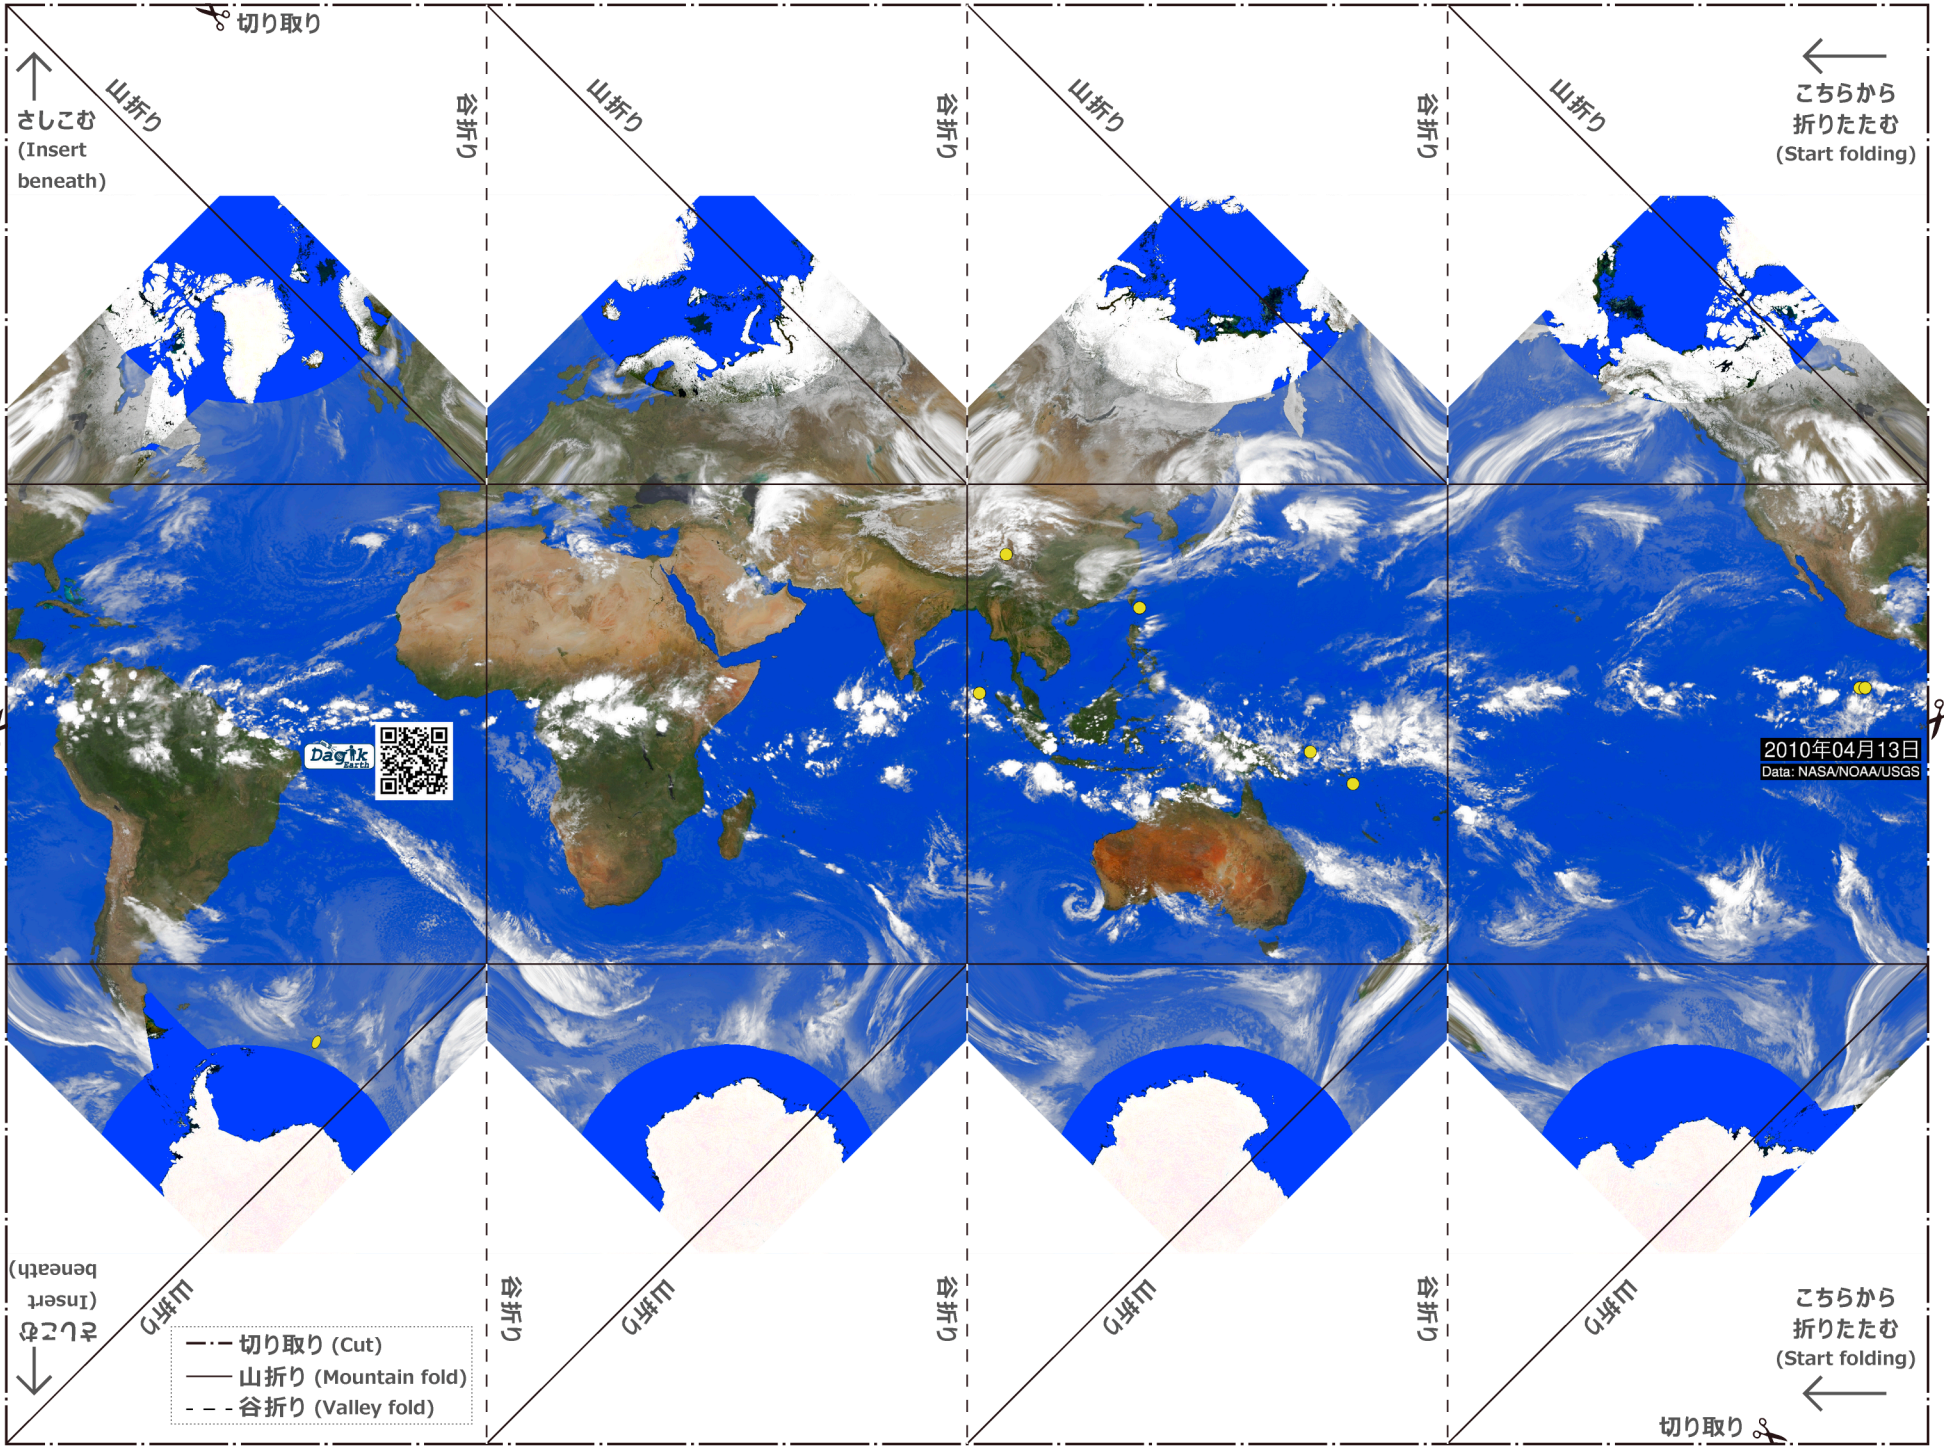 切り取り
山折り
谷折り
山折り
谷折り
山折り
谷折り
山折り
さしこむ
(Insert
beneath)
こちらから
折りたたむ
(Start folding)
Dagik
Earth
2010年04月13日
Data: NASA/NOAA/USGS
さしこむ
(Insert
beneath)
山折り
谷折り
山折り
谷折り
山折り
谷折り
山折り
切り取り (Cut)
山折り (Mountain fold)
谷折り (Valley fold)
こちらから
折りたたむ
(Start folding)
切り取り